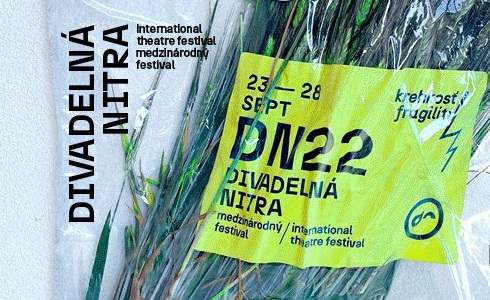 DIVADELNÁ
NITRA
international
theatre festival
medzinárodný
festival
23 — 28
SEPT
krehkosť
fragility
DN22
DIVADELNÁ
NITRA
medzinárodný / international
festival theatre festival